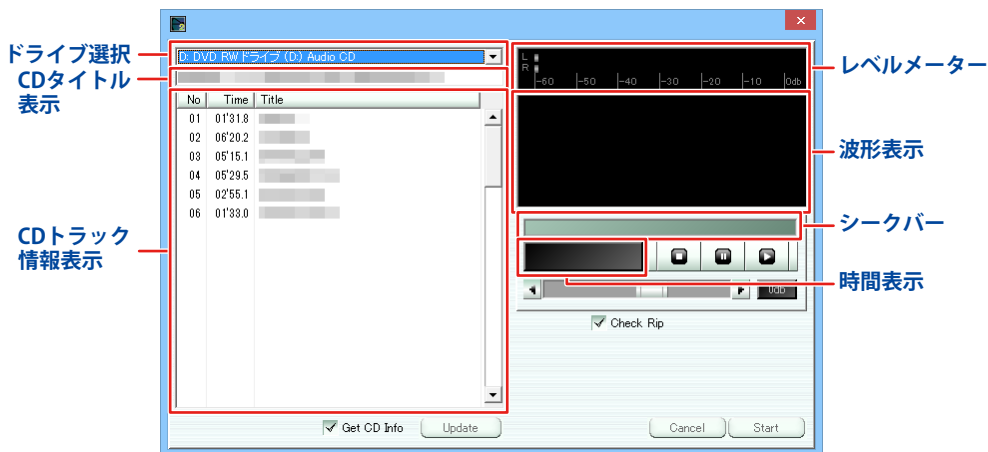 ドライブ選択
CDタイトル
表示
CDトラック
情報表示
D: DVD RWドライブ (D:) Audio CD
No Time Title
01 01'31.8
02 06'20.2
03 05'15.1
04 05'29.5
05 02'55.1
06 01'33.0
Get CD Info
Update
L
R
-60 -50 -40 -30 -20 -10 0db
0db
Check Rip
Cancel
Start
レベルメーター
波形表示
シークバー
時間表示